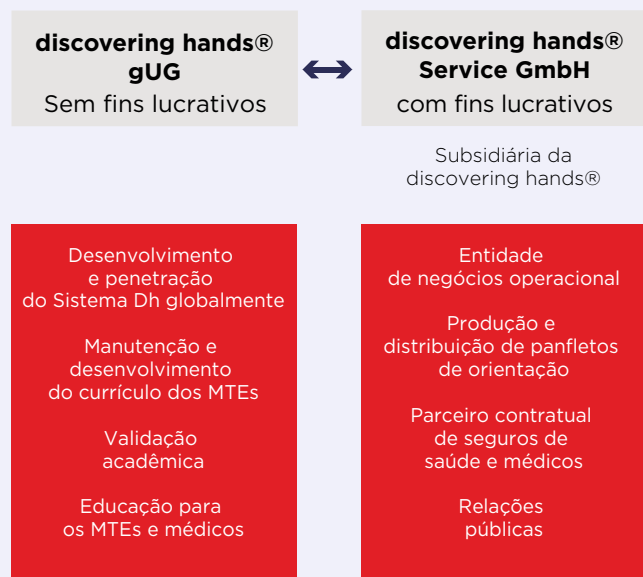 discovering hands®
gUG
Sem fins lucrativos
discovering hands®
Service GmbH
com fins lucrativos
Subsidiária da
discovering hands®
Desenvolvimento
e penetração
do Sistema Dh globalmente
Manutenção e
desenvolvimento
do currículo dos MTEs
Validação
acadêmica
Educação para
os MTEs e médicos
Entidade
de negócios operacional
Produção e
distribuição de panfletos
de orientação
Parceiro contratual
de seguros de
saúde e médicos
Relações
públicas